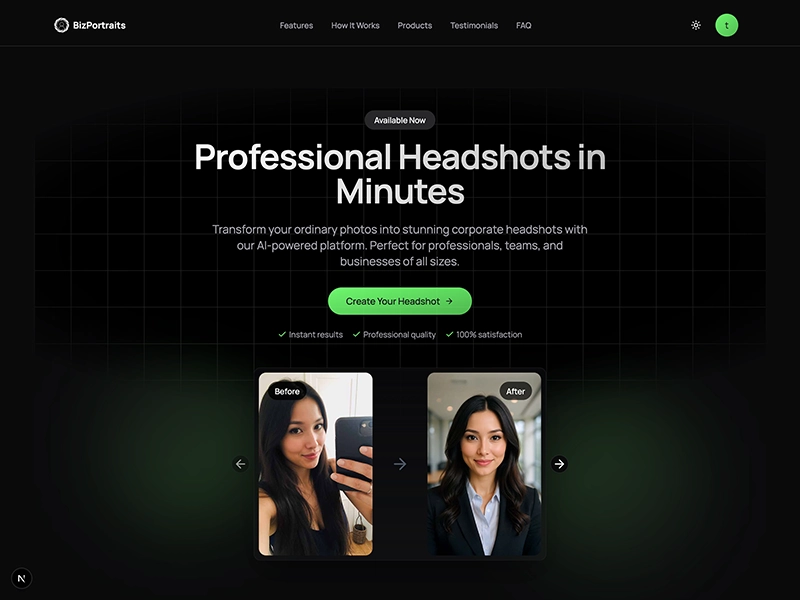 BizPortraits
Features
How It Works
Products
Testimonials
FAQ
t
Available Now
Professional Headshots in
Minutes
Transform your ordinary photos into stunning corporate headshots with
our AI-powered platform. Perfect for professionals, teams, and
businesses of all sizes.
Create Your Headshot →
Instant results
Professional quality
100% satisfaction
Before
After
N